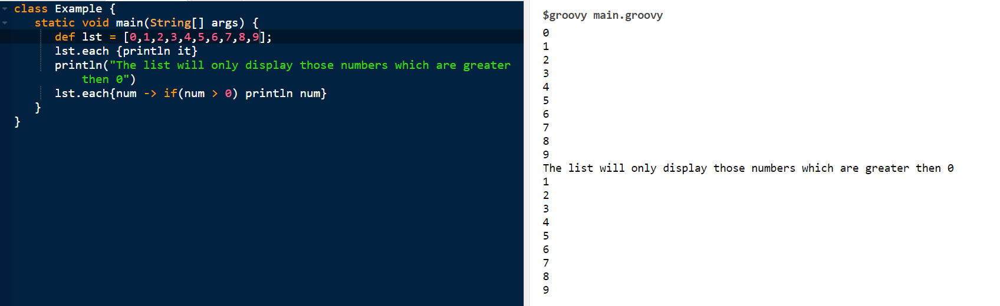 class Example {
static void main(String[] args) {
def lst = [0,1,2,3,4,5,6,7,8,9];
lst.each {println it}
println("The list will only display those numbers which are greater
then 0")
lst.each{num -> if(num > 0) println num}
}
}
$groovy main.groovy
0
1
2
3
4
5
6
7
8
9
The list will only display those numbers which are greater then 0
1
2
3
4
5
6
7
8
9